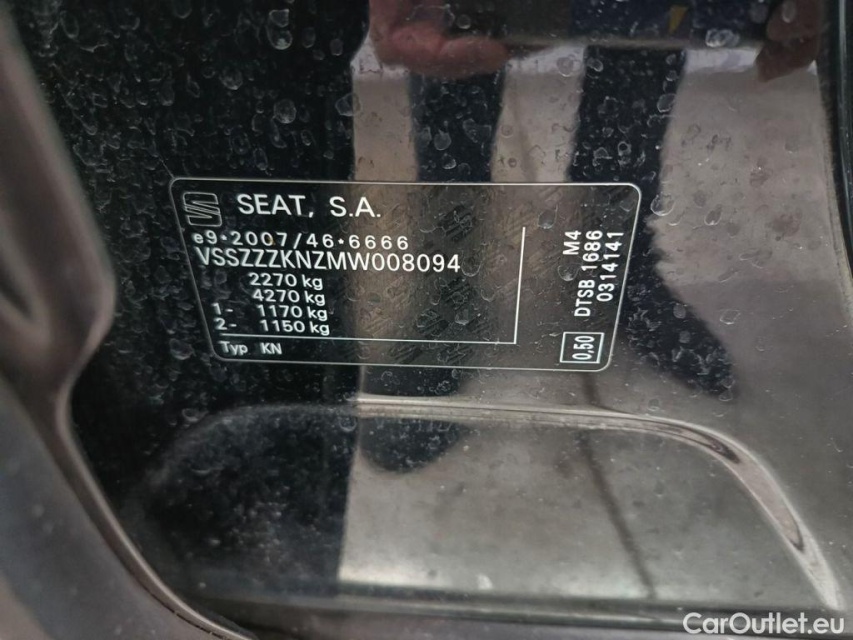 SEAT, S.A.
e9*2007/46*6666
VSSZZZKNZMW008094
2270 kg
4270 kg
1- 1170 kg
2- 1150 kg
Typ KN
M4
DTSB 1686
0314141
0,50
CarOutlet.eu